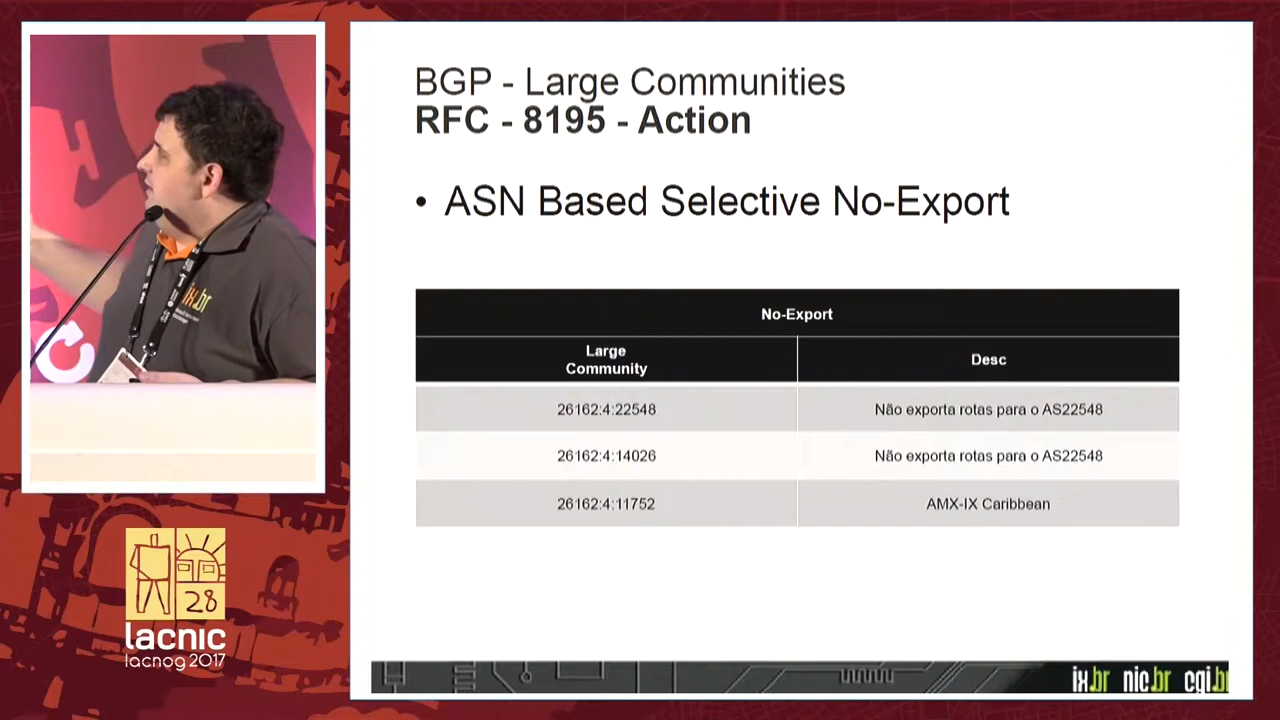 BGP - Large Communities
RFC - 8195 - Action
• ASN Based Selective No-Export
No-Export
Large
Community
Desc
26162:4:22548
Não exporta rotas para o AS22548
26162:4:14026
Não exporta rotas para o AS22548
26162:4:11752
AMX-IX Caribbean
ix.br
28
lacnic
lacnog 2017
ix.br nic.br cgi.br